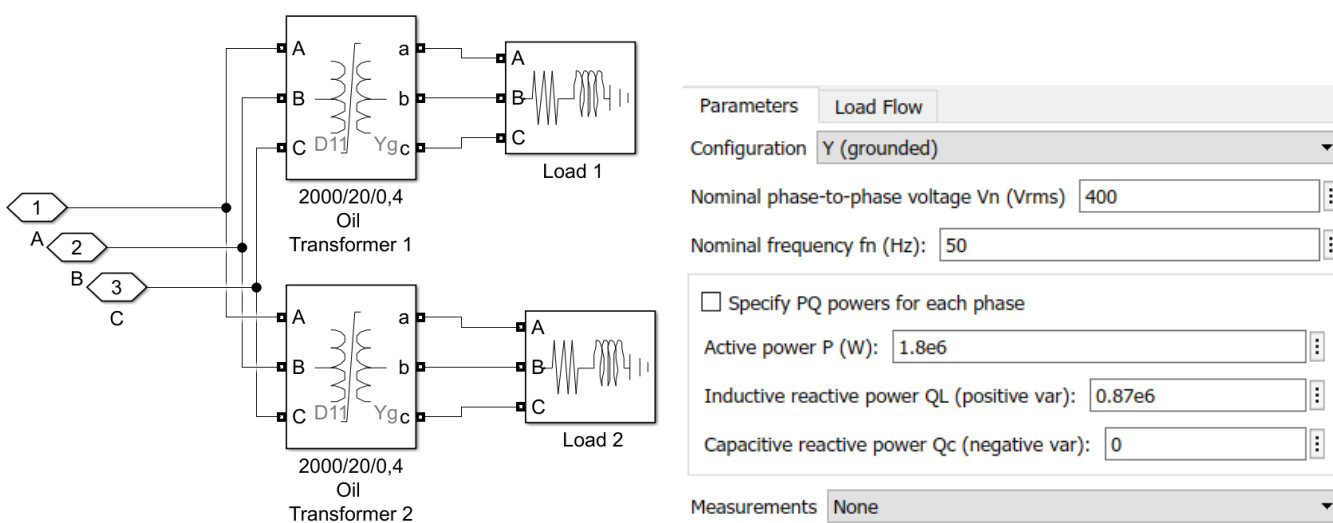 A a
B b
C D11 Yg c
A
B
C
Load 1
2000/20/0,4
Oil
Transformer 1
1
A
2
B
3
C
A a
B b
C D11 Yg c
A
B
C
Load 2
2000/20/0,4
Oil
Transformer 2
Parameters Load Flow
Configuration Y (grounded)
Nominal phase-to-phase voltage Vn (Vrms) 400
Nominal frequency fn (Hz): 50
Specify PQ powers for each phase
Active power P (W): 1.8e6
Inductive reactive power QL (positive var): 0.87e6
Capacitive reactive power Qc (negative var): 0
Measurements None